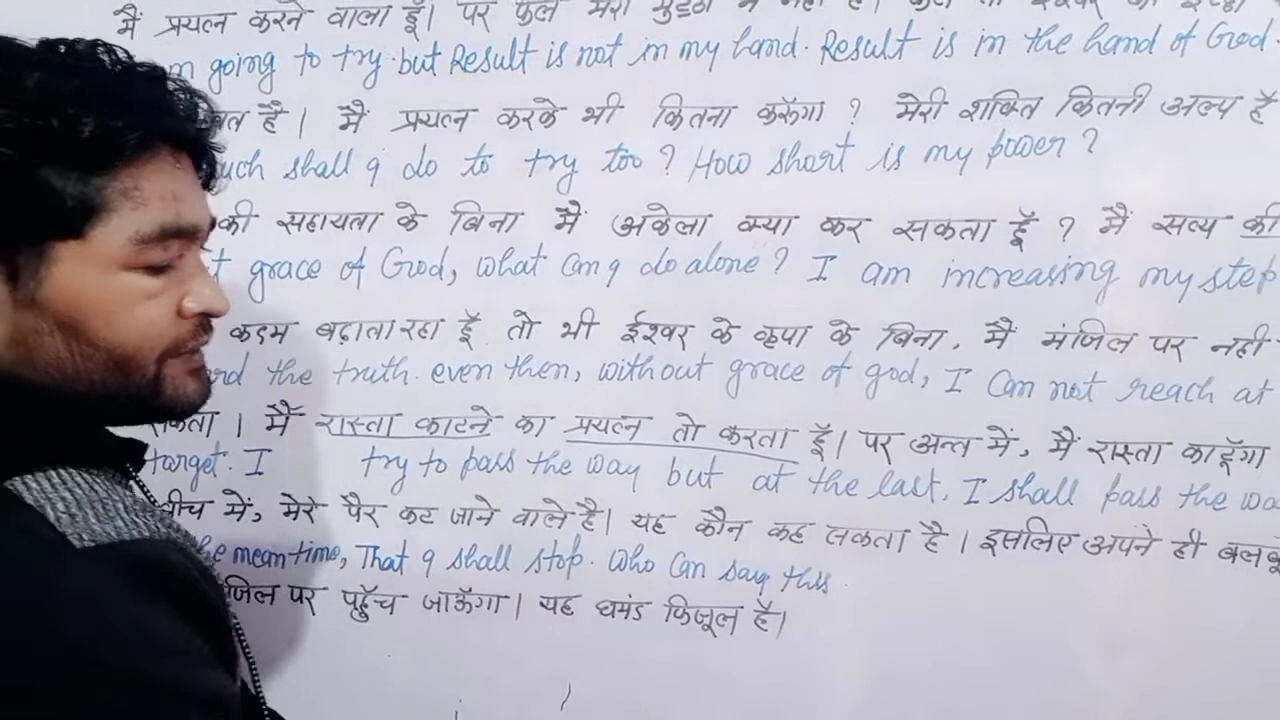 मैं प्रयत्न करने वाला हूँ। पर फल मेरी मुट्ठी में नहीं है।
going to try. but Result is not in my hand. Result is in the hand of God.
है। मैं प्रयत्न करके भी कितना करूँगा ? मेरी शक्ति कितनी अल्प है
shall I do to try too ? How short is my power ?
की सहायता के बिना मैं अकेला क्या कर सकता हूँ ? मैं सत्य की
grace of God, what can I do alone? I am increasing my step
कदम बढ़ाता रहा हूँ तो भी ईश्वर के कृपा के बिना, मैं मंजिल पर नहीं
the truth. even then, without grace of god, I Can not reach at
सकता। मैं रास्ता काटने का प्रयत्न तो करता हूँ। पर अन्त में, मैं रास्ता काटूँगा
target. I try to pass the way but at the last, I shall pass the
बीच में, मेरे पैर कट जाने वाले है। यह कौन कह सकता है। इसलिए अपने ही
mean time, That I shall stop. Who Can say this.
पर पहुँच जाऊँगा। यह घमंड फिजूल है।